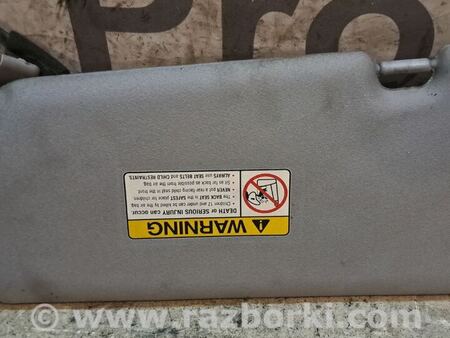 Pro
WARNING
DEATH or SERIOUS INJURY can occur.
• Children 12 and under can be killed by the air bag.
• The BACK SEAT is the SAFEST place for children.
• NEVER put a rear facing child seat in the front.
• Sit as far back as possible from the air bag.
• ALWAYS use SEAT BELTS and CHILD RESTRAINTS.
© www.razborki.com